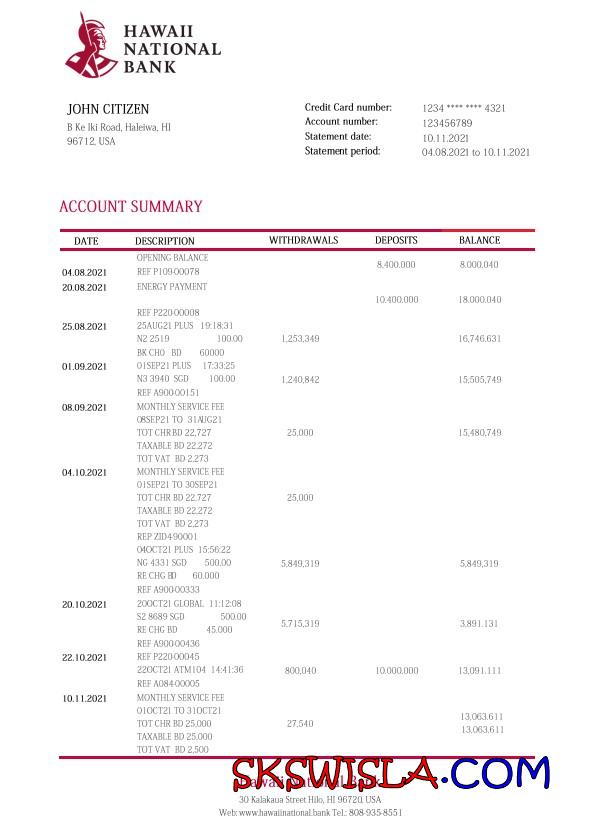 HAWAII
NATIONAL
BANK
JOHN CITIZEN
B Ke Iki Road, Haleiwa, HI
96712, USA
Credit Card number: 1234 **** **** 4321
Account number: 123456789
Statement date: 10.11.2021
Statement period: 04.08.2021 to 10.11.2021
ACCOUNT SUMMARY
DATE DESCRIPTION WITHDRAWALS DEPOSITS BALANCE
OPENING BALANCE
8,400.000 8.000.040
04.08.2021 REF P109-00078
20.08.2021 ENERGY PAYMENT
10.400.000 18.000.040
REF P220-00008
25.08.2021 25AUG21 PLUS 19:18:31
N2 2519 100.00 1,253,349 16,746.631
BK CHO BD 60000
01.09.2021 01SEP21 PLUS 17:33:25
N3 3940 SGD 100.00 1,240,842 15,505,749
REF A900-00151
08.09.2021 MONTHLY SERVICE FEE
08SEP21 TO 31AUG21
TOT CHR BD 22,727 25,000 15,480,749
TAXABLE BD 22,272
TOT VAT BD 2,273
04.10.2021 MONTHLY SERVICE FEE
01SEP21 TO 30SEP21
TOT CHR BD 22,727 25,000
TAXABLE BD 22,272
TOT VAT BD 2,273
REP ZID4-90001
04OCT21 PLUS 15:56:22
NG 4331 SGD 500.00 5,849,319 5,849,319
RE CHG BD 60.000
REF A900-00333
20.10.2021 20OCT21 GLOBAL 11:12:08
S2 8689 SGD 500.00 5,715,319 3,891.131
RE CHG BD 45.000
REF A900-00436
22.10.2021 REF P220-00045
22OCT21 ATM104 14:41:36 800,040 10.000.000 13,091.111
REF A084-00005
10.11.2021 MONTHLY SERVICE FEE
01OCT21 TO 31OCT21 13,063.611
TOT CHR BD 25,000 27,540 13,063.611
TAXABLE BD 25,000
TOT VAT BD 2,500
Hawaii National Bank
SKSWISLA.COM
30 Kalakaua Street Hilo, HI 96720, USA
Web: www.hawaiinational.bank Tel.: 808-935-8551